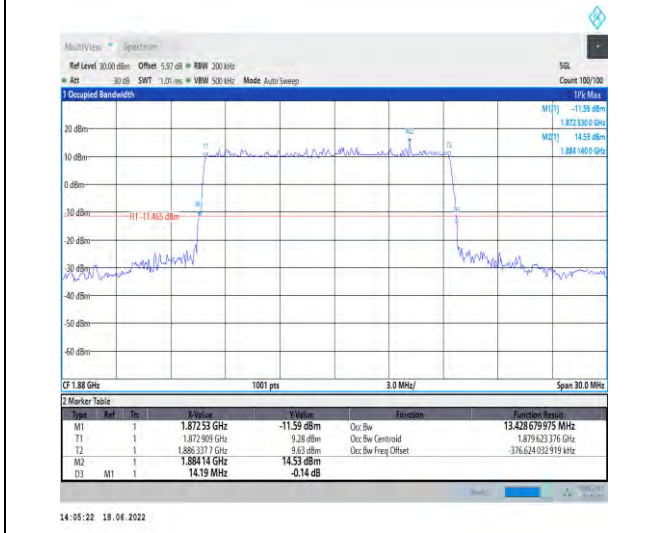 MultiView Spectrum
Ref Level 30.00 dBm Offset 5.97 dB RBW 200 kHz SGL
Att 30 dB SWT 1.01 ms VBW 500 kHz Mode Auto Sweep Count 100/100
1 Occupied Bandwidth 1Pk Max
M1[1] -11.59 dBm
1.872 530 0 GHz
M2[1] 14.53 dBm
1.884 140 0 GHz
20 dBm
M2
T1 T2
10 dBm
0 dBm
M1
-10 dBm
H1 -11.465 dBm
-20 dBm
-30 dBm
-40 dBm
-50 dBm
-60 dBm
CF 1.88 GHz 1001 pts 3.0 MHz/ Span 30.0 MHz
2 Marker Table
Type Ref Trc X-Value Y-Value Function Function Result
M1 1 1.87253 GHz -11.59 dBm Occ Bw 13.428 679 975 MHz
T1 1 1.872 909 GHz 9.28 dBm Occ Bw Centroid 1.879 623 376 GHz
T2 1 1.886 337 7 GHz 9.63 dBm Occ Bw Freq Offset -376.624 032 919 kHz
M2 1 1.88414 GHz 14.53 dBm
D3 M1 1 14.19 MHz -0.14 dB
14:05:22 18.06.2022